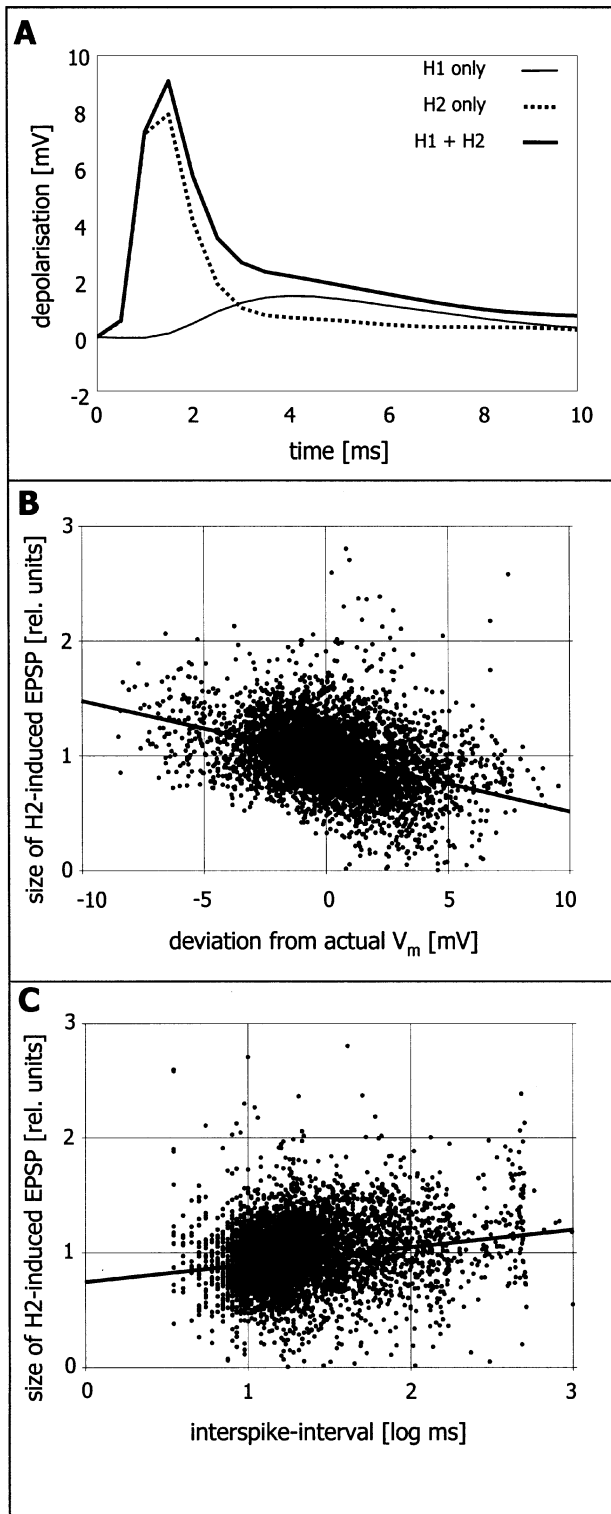 A
10
8
6
4
2
0
-2
depolarisation [mV]
H1 only
H2 only
H1 + H2
0 2 4 6 8 10
time [ms]
B
3
2
1
0
size of H2-induced EPSP [rel. units]
-10 -5 0 5 10
deviation from actual Vm [mV]
C
3
2
1
0
size of H2-induced EPSP [rel. units]
0 1 2 3
interspike-interval [log ms]